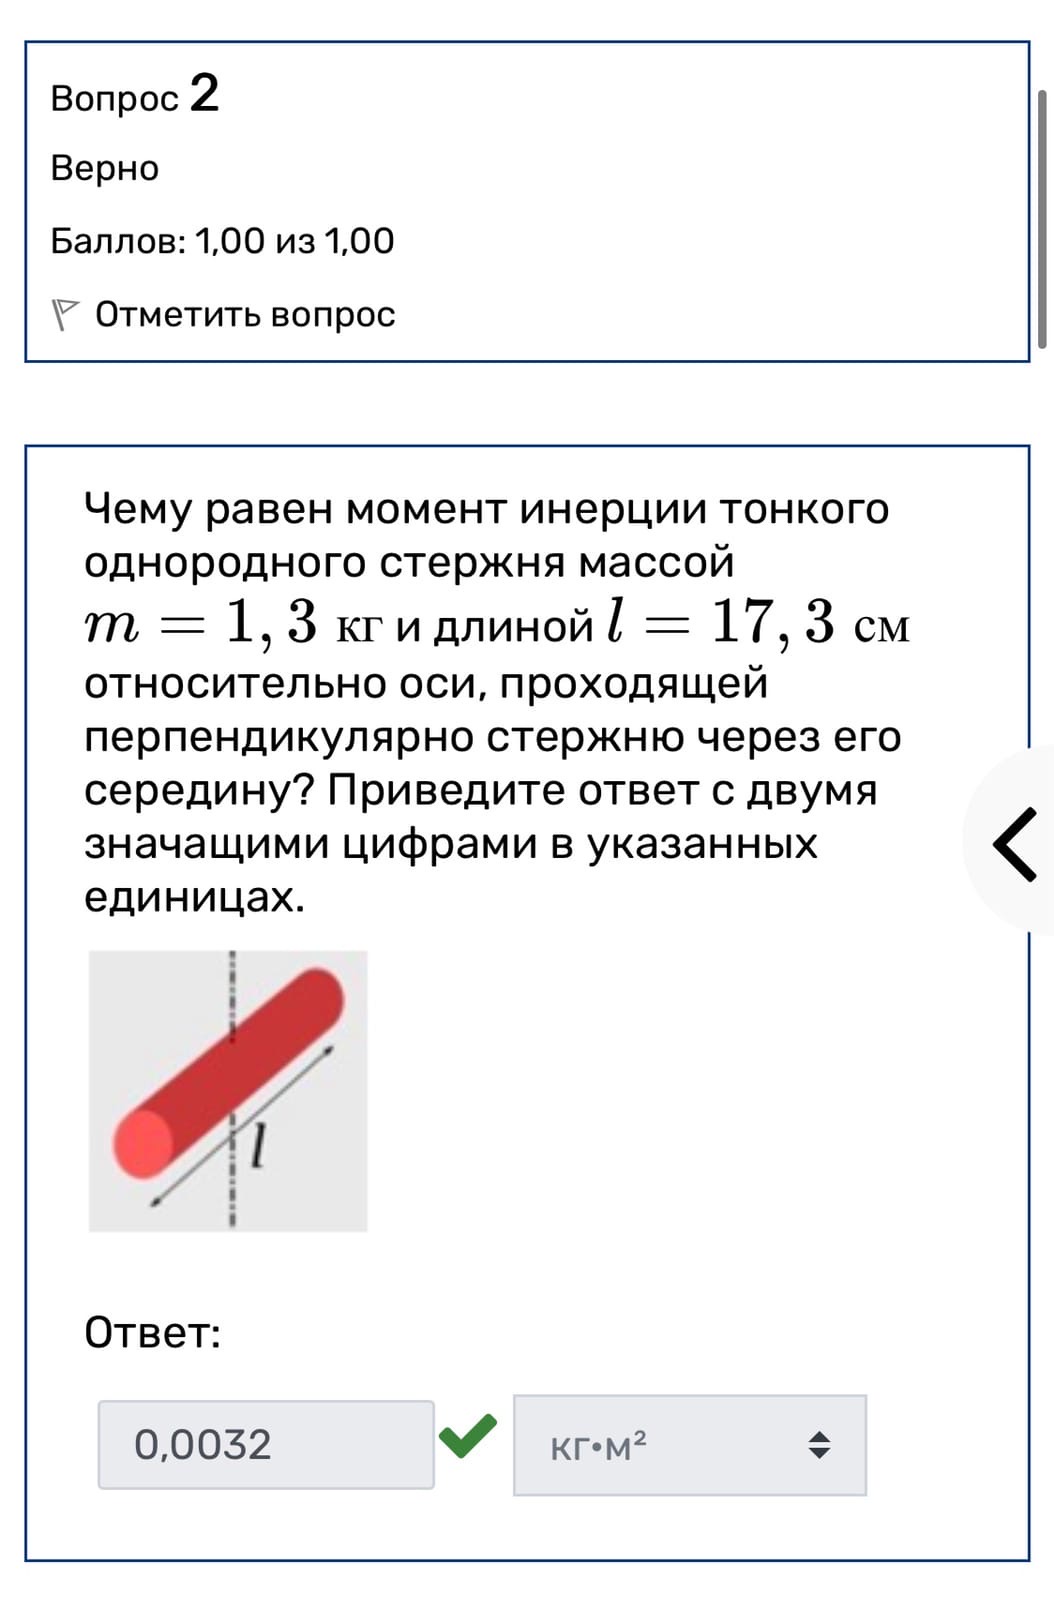 Вопрос 2
Верно
Баллов: 1,00 из 1,00
Отметить вопрос
Чему равен момент инерции тонкого
однородного стержня массой
m = 1, 3 кг и длиной l = 17, 3 см
относительно оси, проходящей
перпендикулярно стержню через его
середину? Приведите ответ с двумя
значащими цифрами в указанных
единицах.
l
Ответ:
0,0032 кг•м²